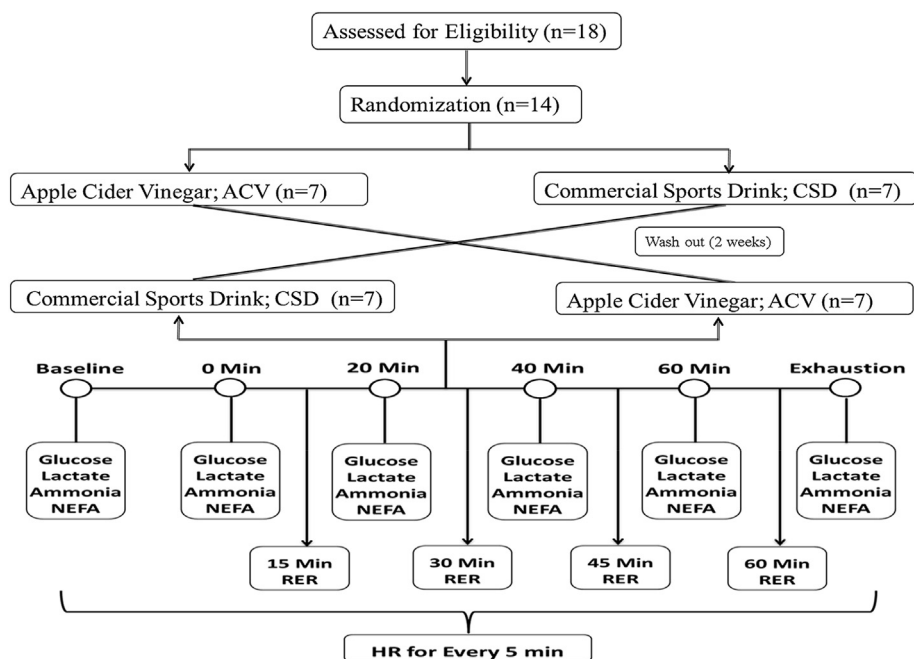 Assessed for Eligibility (n=18)
Randomization (n=14)
Apple Cider Vinegar; ACV (n=7)
Commercial Sports Drink; CSD (n=7)
Wash out (2 weeks)
Commercial Sports Drink; CSD (n=7)
Apple Cider Vinegar; ACV (n=7)
Baseline
0 Min
20 Min
40 Min
60 Min
Exhaustion
Glucose
Lactate
Ammonia
NEFA
Glucose
Lactate
Ammonia
NEFA
Glucose
Lactate
Ammonia
NEFA
Glucose
Lactate
Ammonia
NEFA
Glucose
Lactate
Ammonia
NEFA
Glucose
Lactate
Ammonia
NEFA
15 Min
RER
30 Min
RER
45 Min
RER
60 Min
RER
HR for Every 5 min